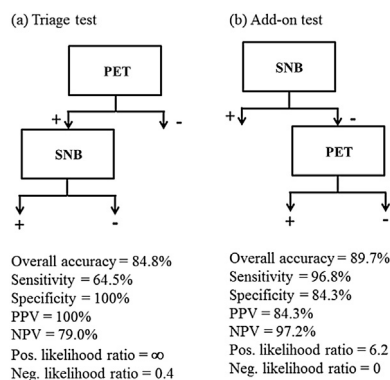 (a) Triage test
PET
+ -
SNB
+ -
Overall accuracy = 84.8%
Sensitivity = 64.5%
Specificity = 100%
PPV = 100%
NPV = 79.0%
Pos. likelihood ratio = ∞
Neg. likelihood ratio = 0.4
(b) Add-on test
SNB
+ -
PET
+ -
Overall accuracy = 89.7%
Sensitivity = 96.8%
Specificity = 84.3%
PPV = 84.3%
NPV = 97.2%
Pos. likelihood ratio = 6.2
Neg. likelihood ratio = 0